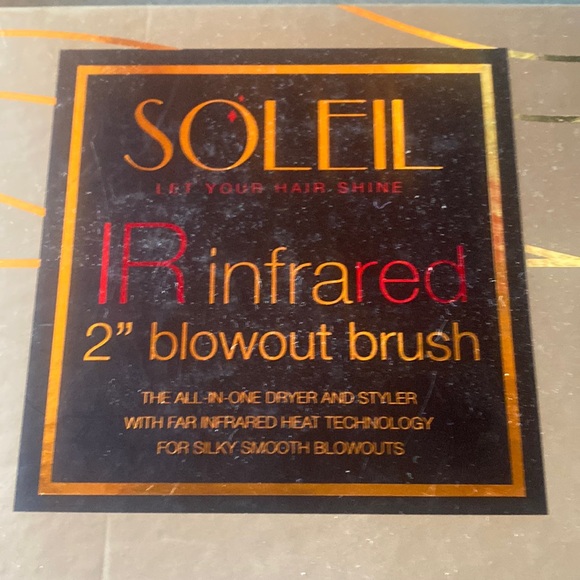 SOLEIL
LET YOUR HAIR SHINE
IR infrared
2” blowout brush
THE ALL-IN-ONE DRYER AND STYLER
WITH FAR INFRARED HEAT TECHNOLOGY
FOR SILKY SMOOTH BLOWOUTS